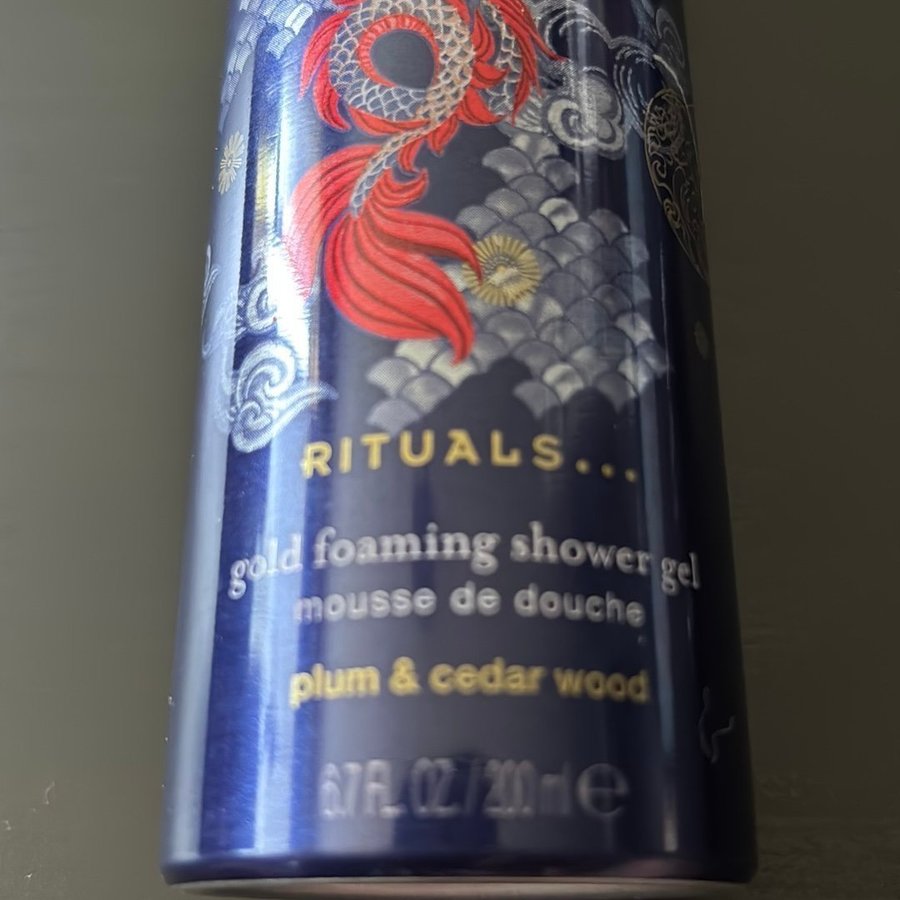 RITUALS...
gold foaming shower gel
mousse de douche
plum & cedar wood
6.7 FL. OZ. / 200 ml ℮